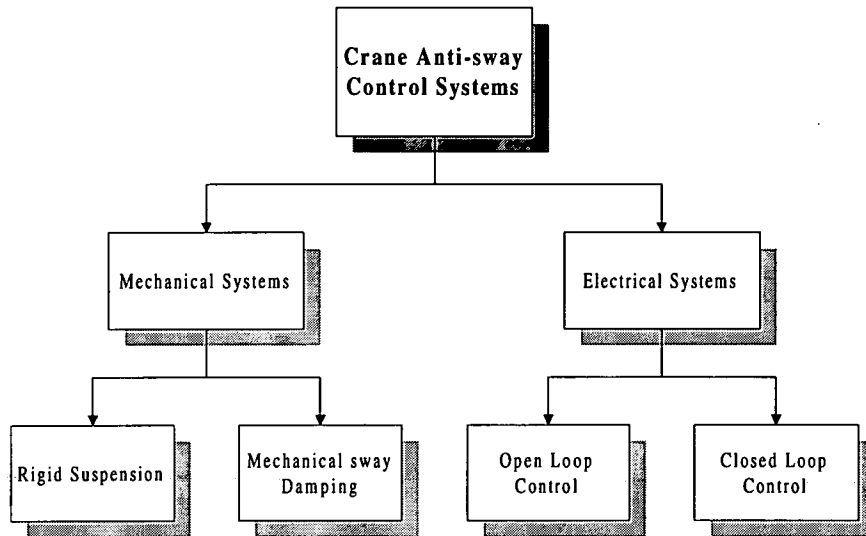 Crane Anti-sway
Control Systems
Mechanical Systems
Electrical Systems
Rigid Suspension
Mechanical sway
Damping
Open Loop
Control
Closed Loop
Control